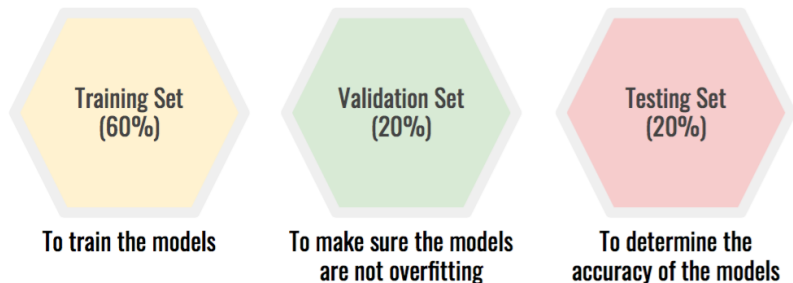 Training Set
(60%)
Validation Set
(20%)
Testing Set
(20%)
To train the models
To make sure the models
are not overfitting
To determine the
accuracy of the models